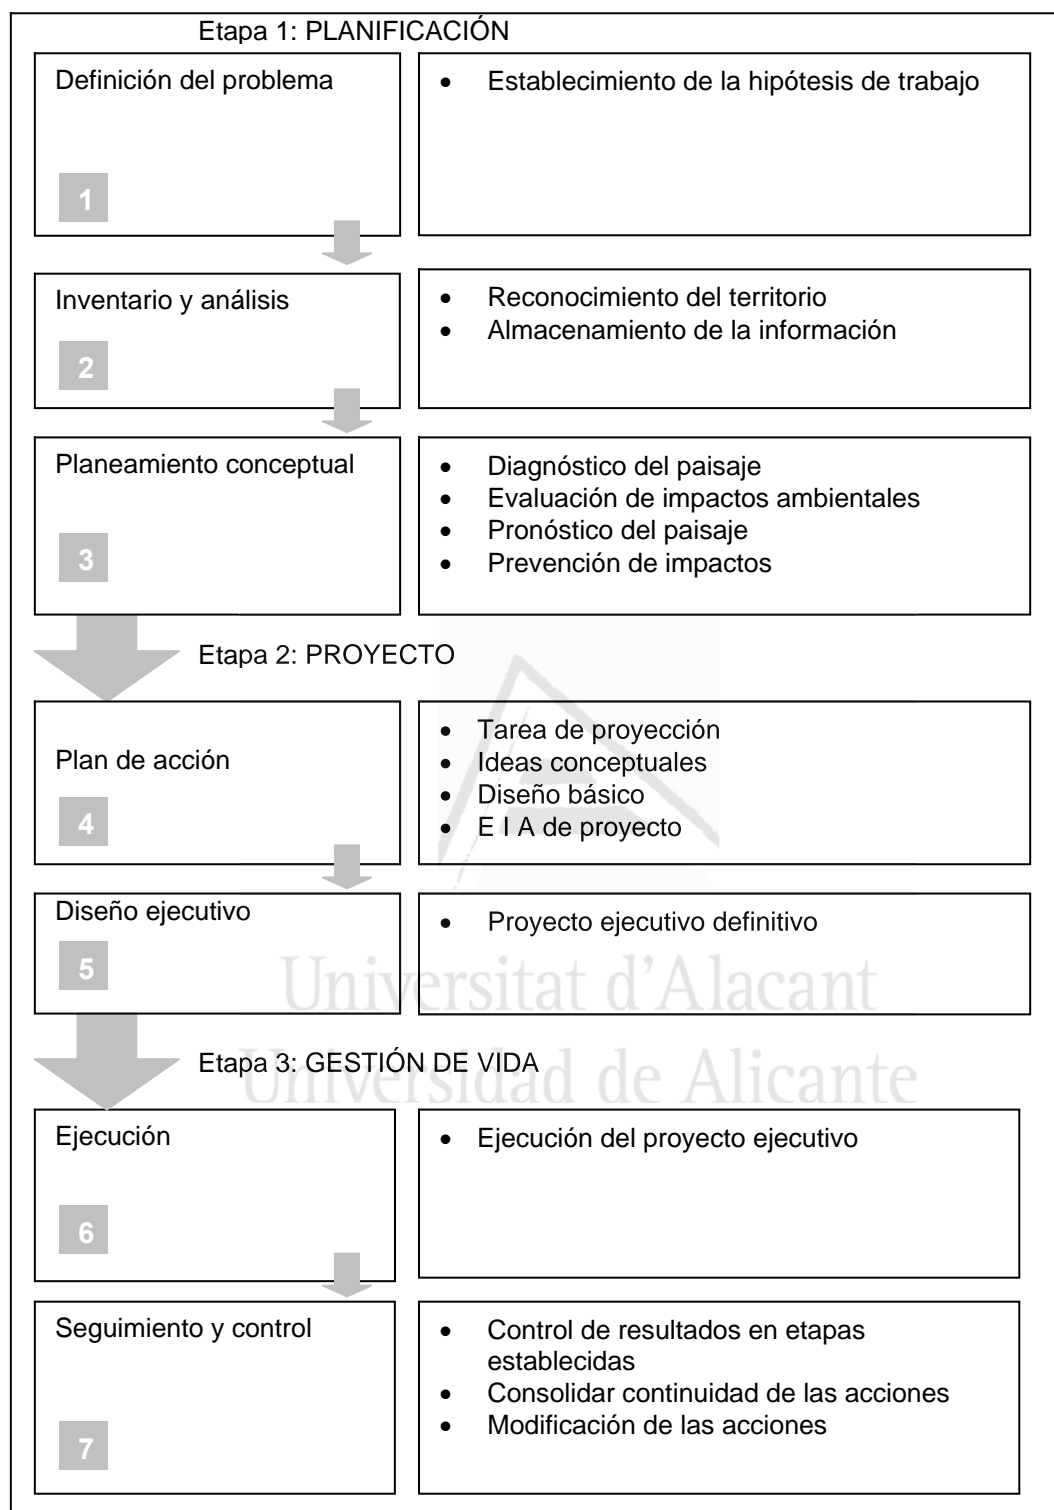 Etapa 1: PLANIFICACIÓN
Definición del problema
1
• Establecimiento de la hipótesis de trabajo
Inventario y análisis
2
• Reconocimiento del territorio
• Almacenamiento de la información
Planeamiento conceptual
3
• Diagnóstico del paisaje
• Evaluación de impactos ambientales
• Pronóstico del paisaje
• Prevención de impactos
Etapa 2: PROYECTO
Plan de acción
4
• Tarea de proyección
• Ideas conceptuales
• Diseño básico
• E I A de proyecto
Diseño ejecutivo
5
• Proyecto ejecutivo definitivo
Universitat d'Alacant
Universidad de Alicante
Etapa 3: GESTIÓN DE VIDA
Ejecución
6
• Ejecución del proyecto ejecutivo
Seguimiento y control
7
• Control de resultados en etapas
establecidas
• Consolidar continuidad de las acciones
• Modificación de las acciones